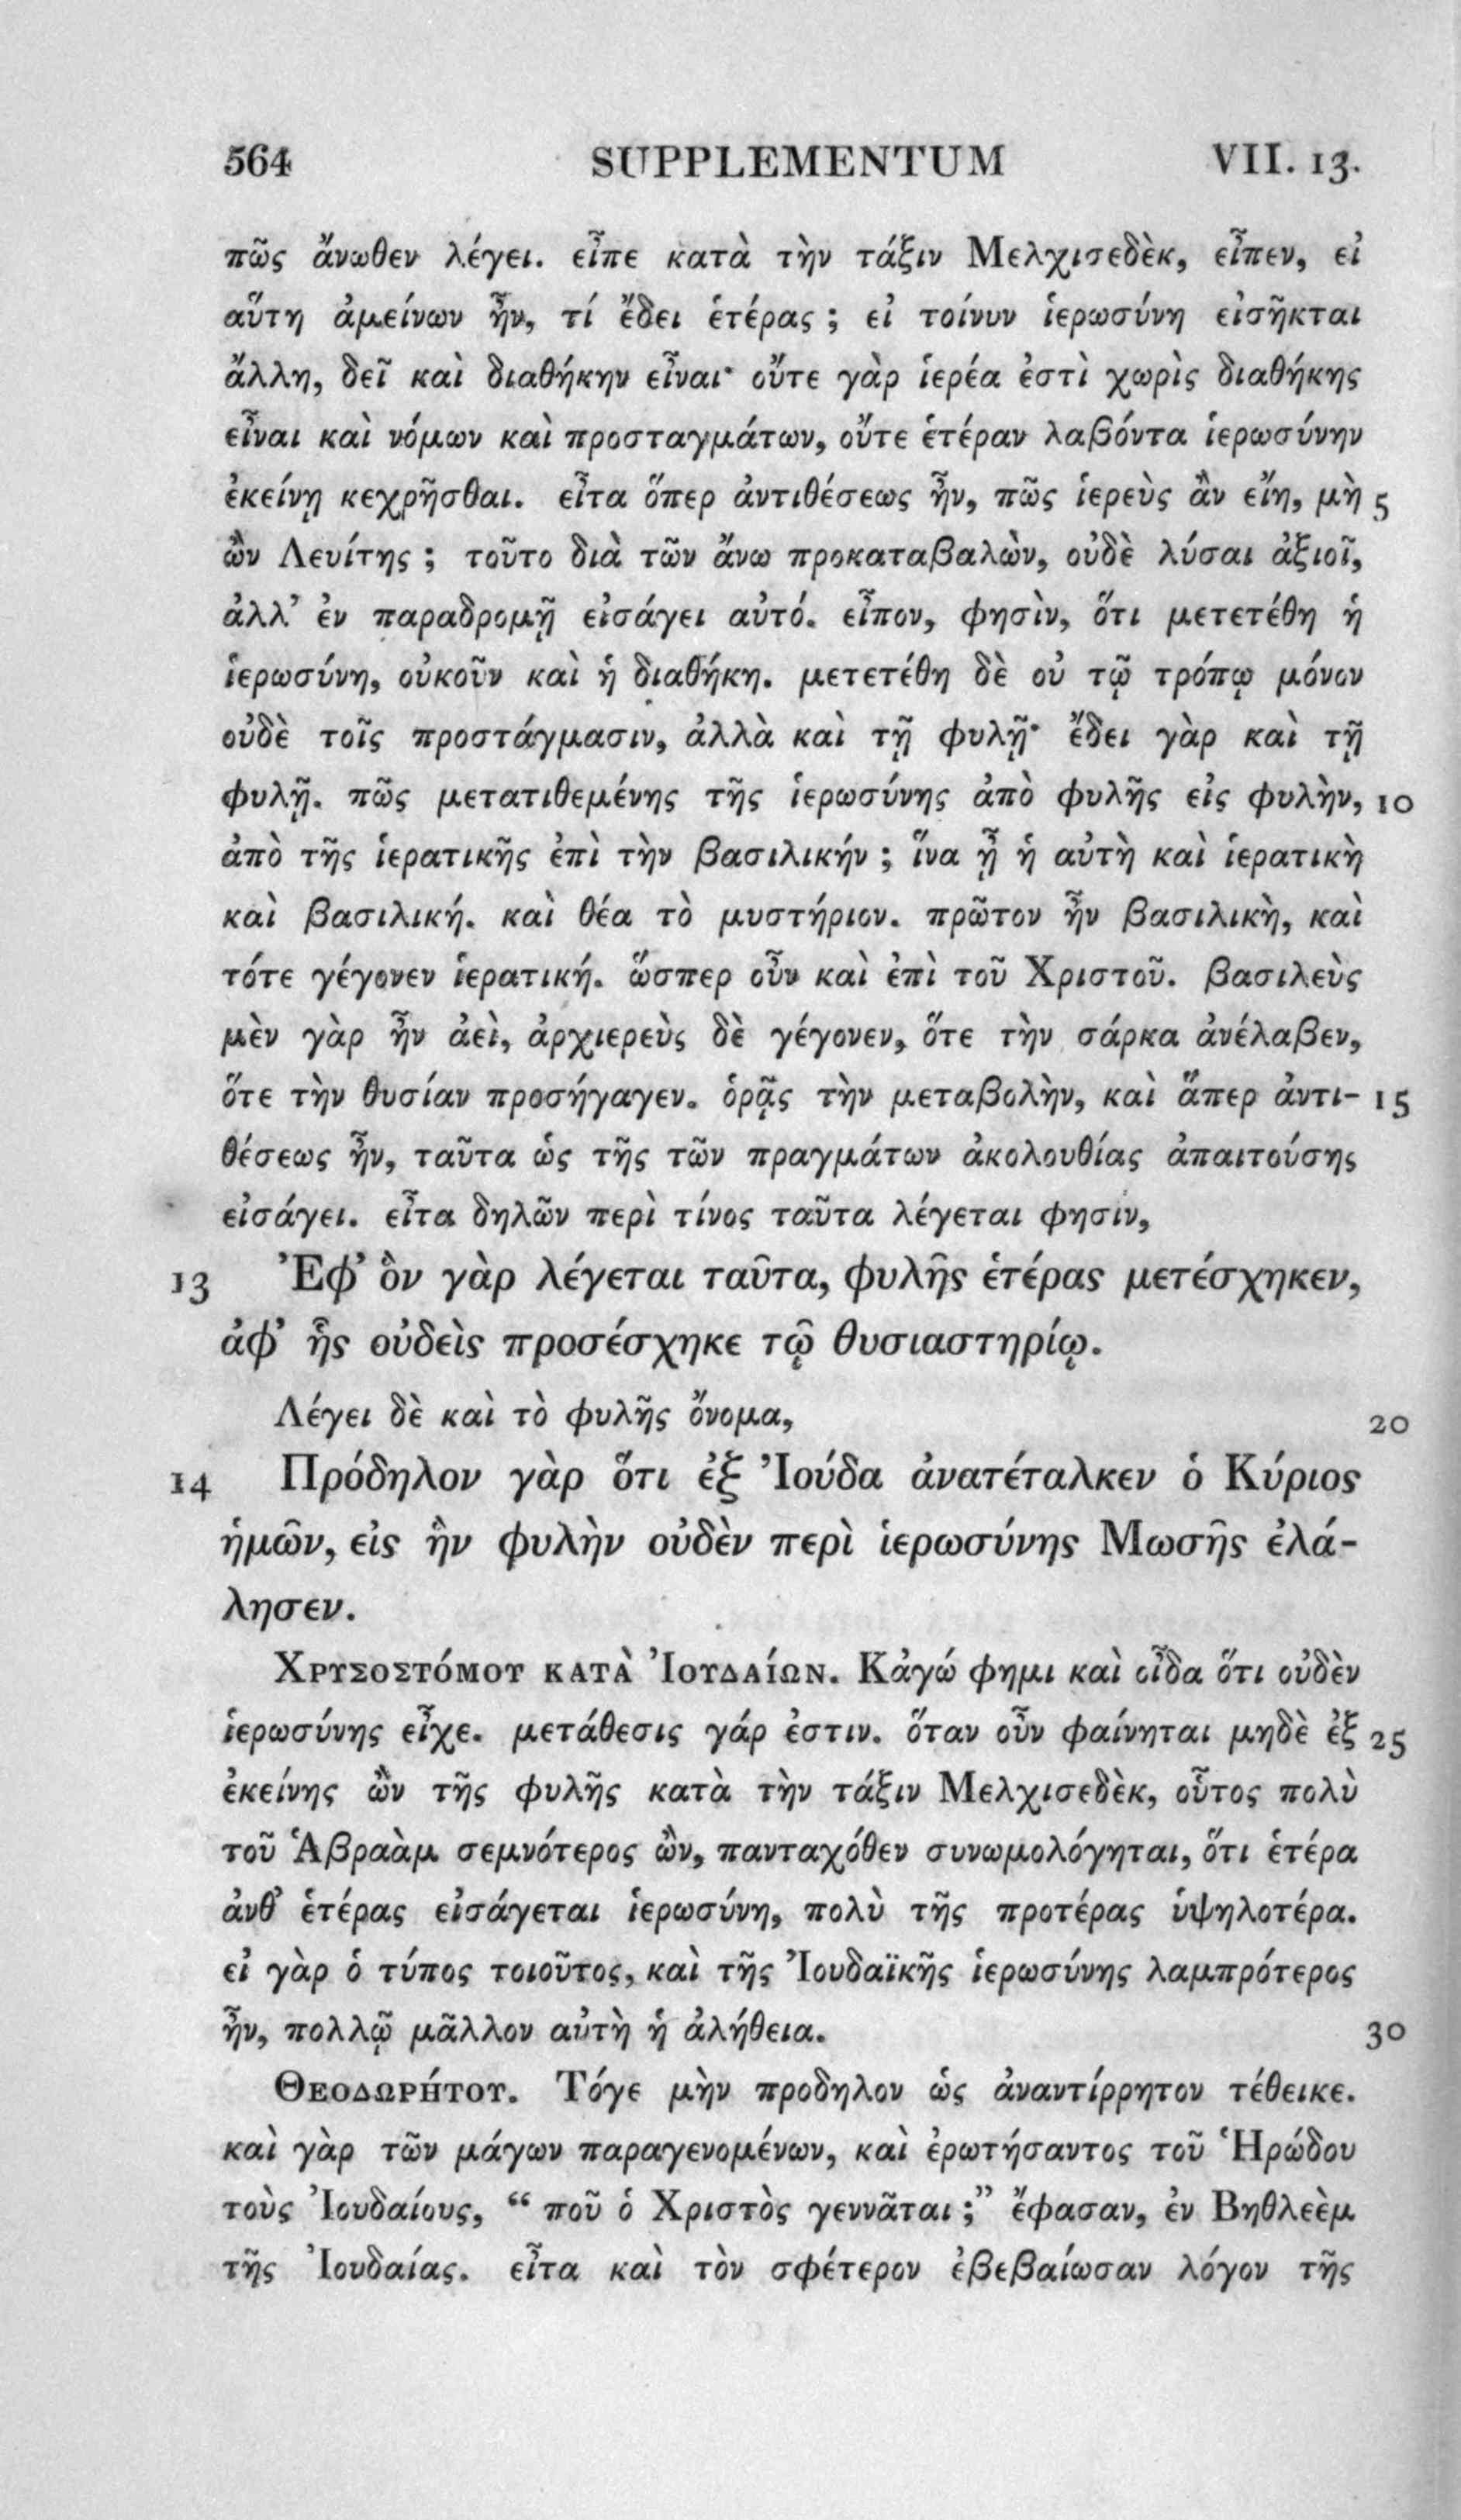 564 SUPPLEMENTUM VII. 13.
πῶς ἄνωθεν λέγει. εἶπε κατὰ τὴν τάξιν Μελχισεδὲκ, εἶπεν, εἰ
αὕτη ἀμείνων ἦν, τί ἔδει ἑτέρας ; εἰ τοίνυν ἱερωσύνη εἰσῆκται
ἄλλη, δεῖ καὶ διαθήκην εἶναι· οὔτε γὰρ ἱερέα ἐστὶ χωρὶς διαθήκης
εἶναι καὶ νόμων καὶ προσταγμάτων, οὔτε ἑτέραν λαβόντα ἱερωσύνην
ἐκείνῃ κεχρῆσθαι. εἶτα ὅπερ ἀντιθέσεως ἦν, πῶς ἱερεὺς ἂν εἴη, μὴ 5
ὢν Λευίτης ; τοῦτο διὰ τῶν ἄνω προκαταβαλὼν, οὐδὲ λύσαι ἀξιοῖ,
ἀλλ’ ἐν παραδρομῇ εἰσάγει αὐτό. εἶπον, φησὶν, ὅτι μετετέθη ἡ
ἱερωσύνη, οὐκοῦν καὶ ἡ διαθήκη. μετετέθη δὲ οὐ τῷ τρόπῳ μόνον
οὐδὲ τοῖς προστάγμασιν, ἀλλὰ καὶ τῇ φυλῇ· ἔδει γὰρ καὶ τῇ
φυλῇ. πῶς μετατιθεμένης τῆς ἱερωσύνης ἀπὸ φυλῆς εἰς φυλὴν, 10
ἀπὸ τῆς ἱερατικῆς ἐπὶ τὴν βασιλικήν ; ἵνα ᾖ ἡ αὐτὴ καὶ ἱερατικὴ
καὶ βασιλική. καὶ θέα τὸ μυστήριον. πρῶτον ἦν βασιλικὴ, καὶ
τότε γέγονεν ἱερατική. ὥσπερ οὖν καὶ ἐπὶ τοῦ Χριστοῦ. βασιλεὺς
μὲν γὰρ ἦν ἀεὶ, ἀρχιερεὺς δὲ γέγονεν, ὅτε τὴν σάρκα ἀνέλαβεν,
ὅτε τὴν θυσίαν προσήγαγεν. ὁρᾷς τὴν μεταβολὴν, καὶ ἅπερ ἀντι- 15
θέσεως ἦν, ταῦτα ὡς τῆς τῶν πραγμάτων ἀκολουθίας ἀπαιτούσης
εἰσάγει. εἶτα δηλῶν περὶ τίνος ταῦτα λέγεται φησὶν,
13 Ἐφ’ ὃν γὰρ λέγεται ταῦτα, φυλῆς ἑτέρας μετέσχηκεν,
ἀφ’ ἧς οὐδεὶς προσέσχηκε τῷ θυσιαστηρίῳ.
Λέγει δὲ καὶ τὸ φυλῆς ὄνομα, 20
14 Πρόδηλον γὰρ ὅτι ἐξ Ἰούδα ἀνατέταλκεν ὁ Κύριος
ἡμῶν, εἰς ἣν φυλὴν οὐδὲν περὶ ἱερωσύνης Μωσῆς ἐλά-
λησεν.
Χρυσοστόμου κατὰ Ἰουδαίων. Κἀγώ φημι καὶ οἶδα ὅτι οὐδὲν
ἱερωσύνης εἶχε. μετάθεσις γάρ ἐστιν. ὅταν οὖν φαίνηται μηδὲ ἐξ 25
ἐκείνης ὢν τῆς φυλῆς κατὰ τὴν τάξιν Μελχισεδὲκ, οὗτος πολὺ
τοῦ Ἁβραὰμ σεμνότερος ὢν, πανταχόθεν συνωμολόγηται, ὅτι ἑτέρα
ἀνθ’ ἑτέρας εἰσάγεται ἱερωσύνη, πολὺ τῆς προτέρας ὑψηλοτέρα.
εἰ γὰρ ὁ τύπος τοιοῦτος, καὶ τῆς Ἰουδαϊκῆς ἱερωσύνης λαμπρότερος
ἦν, πολλῷ μᾶλλον αὐτὴ ἡ ἀλήθεια. 30
Θεοδωρήτου. Τόγε μὴν προδηλον ὡς ἀναντίρρητον τέθεικε.
καὶ γὰρ τῶν μάγων παραγενομένων, καὶ ἐρωτήσαντος τοῦ Ἡρώδου
τοὺς Ἰουδαίους, “ ποῦ ὁ Χριστὸς γεννᾶται ;” ἔφασαν, ἐν Βηθλεὲμ
τῆς Ἰουδαίας. εἶτα καὶ τὸν σφέτερον ἐβεβαίωσαν λόγον τῆς